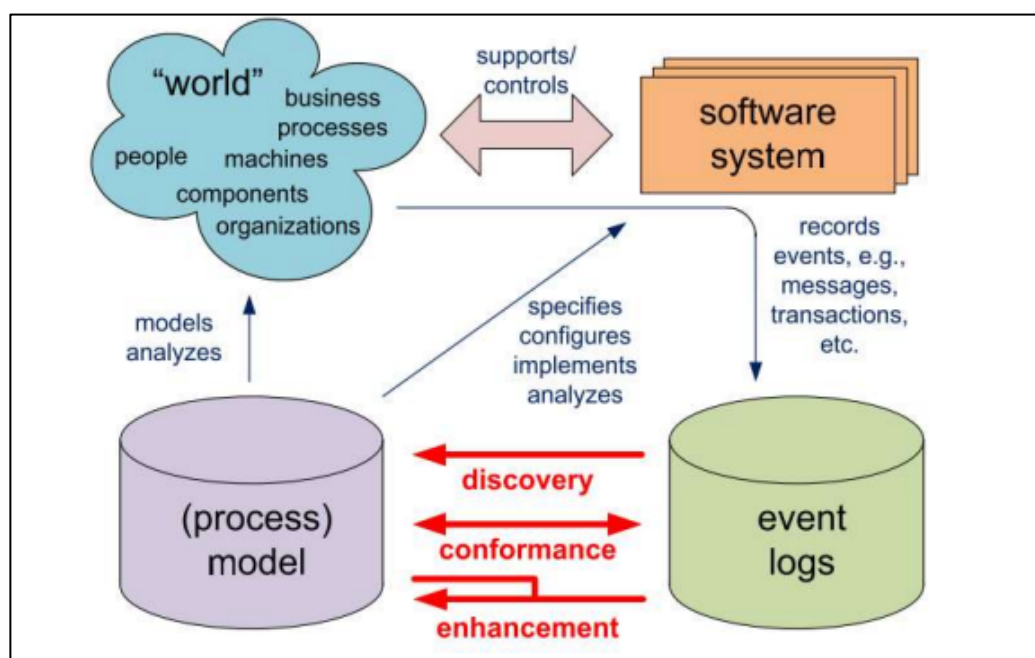 “world”
business
processes
people
machines
components
organizations
supports/
controls
software
system
records
events, e.g.,
messages,
transactions,
etc.
models
analyzes
specifies
configures
implements
analyzes
(process)
model
discovery
conformance
enhancement
event
logs